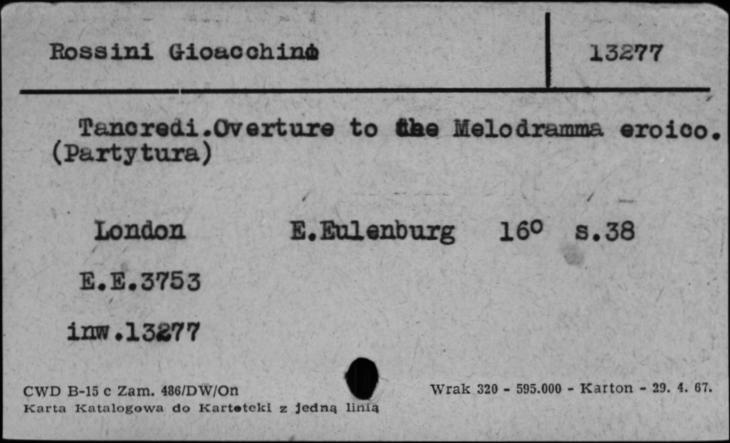 Rossini Gioacchino 13277
Tancredi.Overture to the Melodramma eroico.
(Partytura)
London E.Eulenburg 16º s.38
E.E.3753
inw.13277
CWD B-15 c Zam. 486/DW/On Wrak 320 - 595.000 - Karton - 29. 4. 67.
Karta Katalogowa do Kartoteki z jedną linią